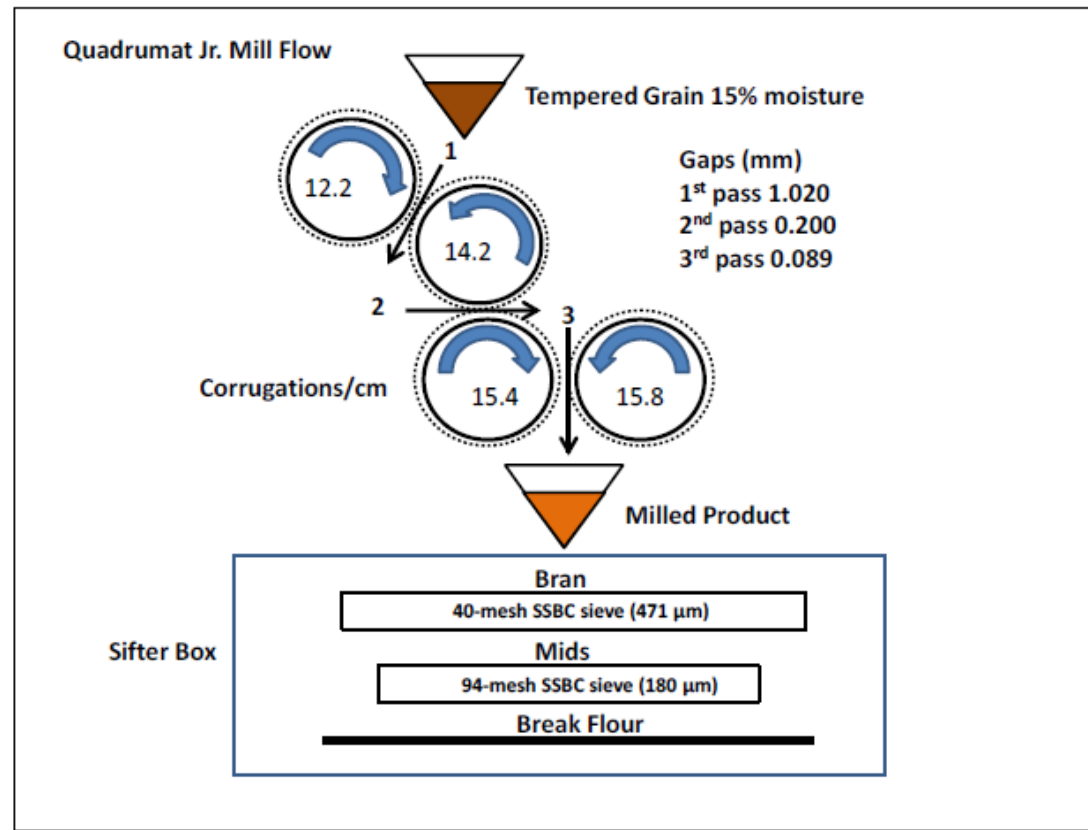 Quadrumat Jr. Mill Flow
Tempered Grain 15% moisture
1
12.2
Gaps (mm)
1st pass 1.020
2nd pass 0.200
3rd pass 0.089
14.2
2
3
Corrugations/cm
15.4
15.8
Milled Product
Bran
40-mesh SSBC sieve (471 µm)
Sifter Box
Mids
94-mesh SSBC sieve (180 µm)
Break Flour